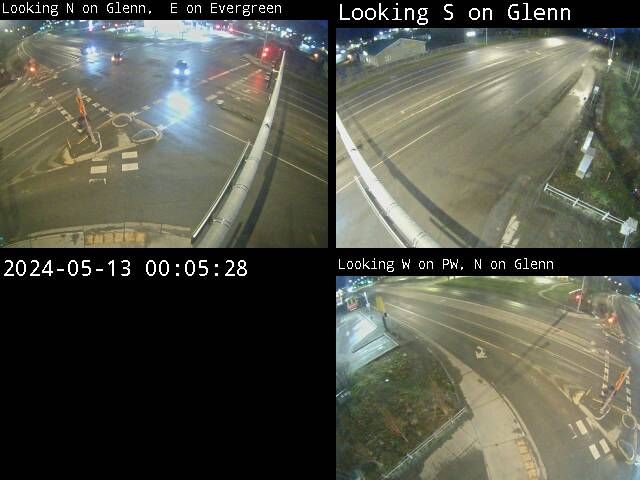 Looking N on Glenn,  E on Evergreen
Looking S on Glenn
2024-05-13 00:05:28
Looking W on PW, N on Glenn